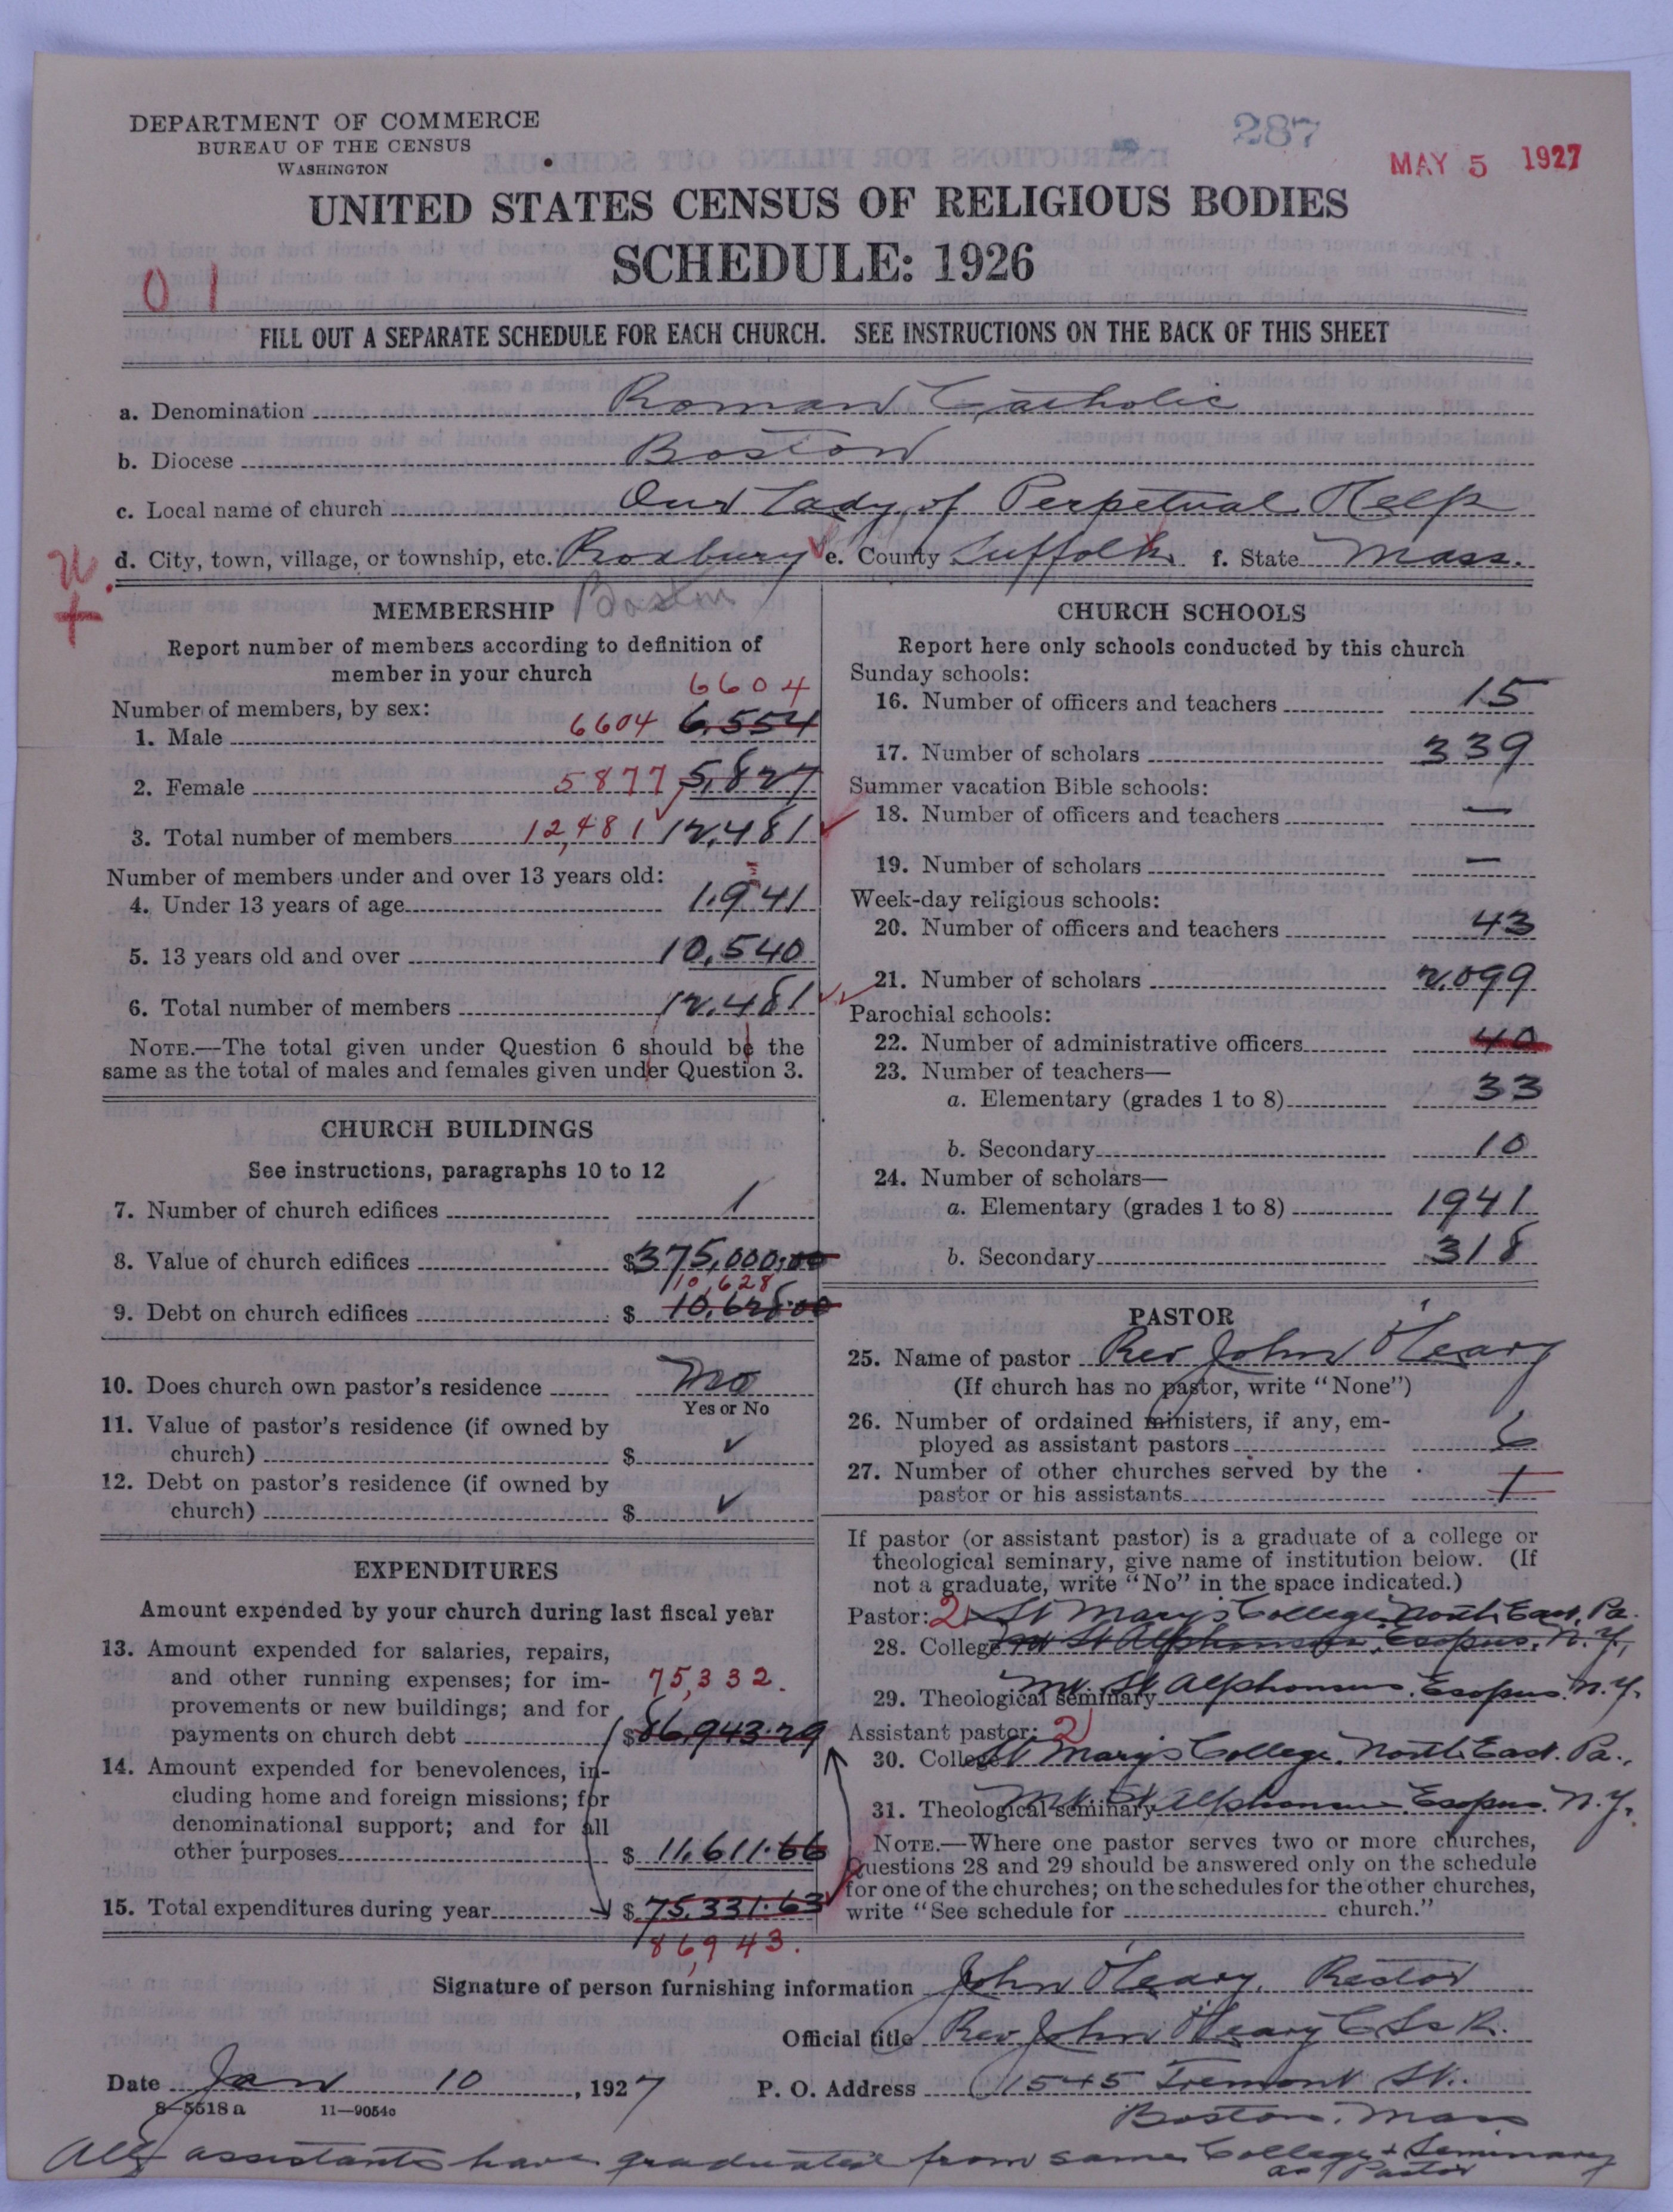 DEPARTMENT OF COMMERCE
BUREAU OF THE CENSUS
WASHINGTON
287
MAY 5 1927
UNITED STATES CENSUS OF RELIGIOUS BODIES
SCHEDULE: 1926
01
FILL OUT A SEPARATE SCHEDULE FOR EACH CHURCH. SEE INSTRUCTIONS ON THE BACK OF THIS SHEET
a. Denomination Roman Catholic
b. Diocese Boston
c. Local name of church Our Lady of Perpetual Help
d. City, town, village, or township, etc. Roxbury e. County Suffolk f. State Mass.
Boston
MEMBERSHIP
Report number of members according to definition of
member in your church
6604
Number of members, by sex:
1. Male 6604 6,554
2. Female 5877 5,827
3. Total number of members 12,481 12,481
Number of members under and over 13 years old:
4. Under 13 years of age 1,941
5. 13 years old and over 10,540
6. Total number of members 12,481
NOTE.—The total given under Question 6 should be the
same as the total of males and females given under Question 3.
CHURCH BUILDINGS
See instructions, paragraphs 10 to 12
7. Number of church edifices 1
8. Value of church edifices $375,000.00
10,628
9. Debt on church edifices $ 10,628.00
10. Does church own pastor's residence No
Yes or No
11. Value of pastor's residence (if owned by
church) $ ✓
12. Debt on pastor's residence (if owned by
church) $ ✓
EXPENDITURES
Amount expended by your church during last fiscal year
13. Amount expended for salaries, repairs,
and other running expenses; for im-
provements or new buildings; and for
75,332.
payments on church debt $86,943.29
14. Amount expended for benevolences, in-
cluding home and foreign missions; for
denominational support; and for all
other purposes $ 11,611.66
15. Total expenditures during year $ 75,331.63
86,943.
CHURCH SCHOOLS
Report here only schools conducted by this church
Sunday schools:
16. Number of officers and teachers 15
17. Number of scholars 339
Summer vacation Bible schools:
18. Number of officers and teachers —
19. Number of scholars —
Week-day religious schools:
20. Number of officers and teachers 43
21. Number of scholars 2,099
Parochial schools:
22. Number of administrative officers 40
23. Number of teachers—
a. Elementary (grades 1 to 8) 33
b. Secondary 10
24. Number of scholars—
a. Elementary (grades 1 to 8) 1941
b. Secondary 318
PASTOR
25. Name of pastor Rev John O'Leary
(If church has no pastor, write "None")
26. Number of ordained ministers, if any, em-
ployed as assistant pastors 6
27. Number of other churches served by the
pastor or his assistants 1
If pastor (or assistant pastor) is a graduate of a college or
theological seminary, give name of institution below. (If
not a graduate, write "No" in the space indicated.)
Pastor: 2 St Mary's College North East, Pa.
28. College Mt St Alphonsus, Esopus, N.Y,
29. Theological seminary Mt. St Alphonsus. Esopus. N.Y.
Assistant pastor: 2
30. College St Mary's College. North East. Pa.,
31. Theological seminary Mt. St Alphonsus. Esopus. N.Y.
NOTE.—Where one pastor serves two or more churches,
Questions 28 and 29 should be answered only on the schedule
for one of the churches; on the schedules for the other churches,
write "See schedule for church."
Signature of person furnishing information John O'Leary, Rector
Official title Rev John O'Leary C.Ss.R.
Date Jan 10, 1927 P. O. Address 1545 Tremont St.
8—5518a 11—9054c
Boston. Mass
All assistants have graduated from same College & Seminary
as Pastor